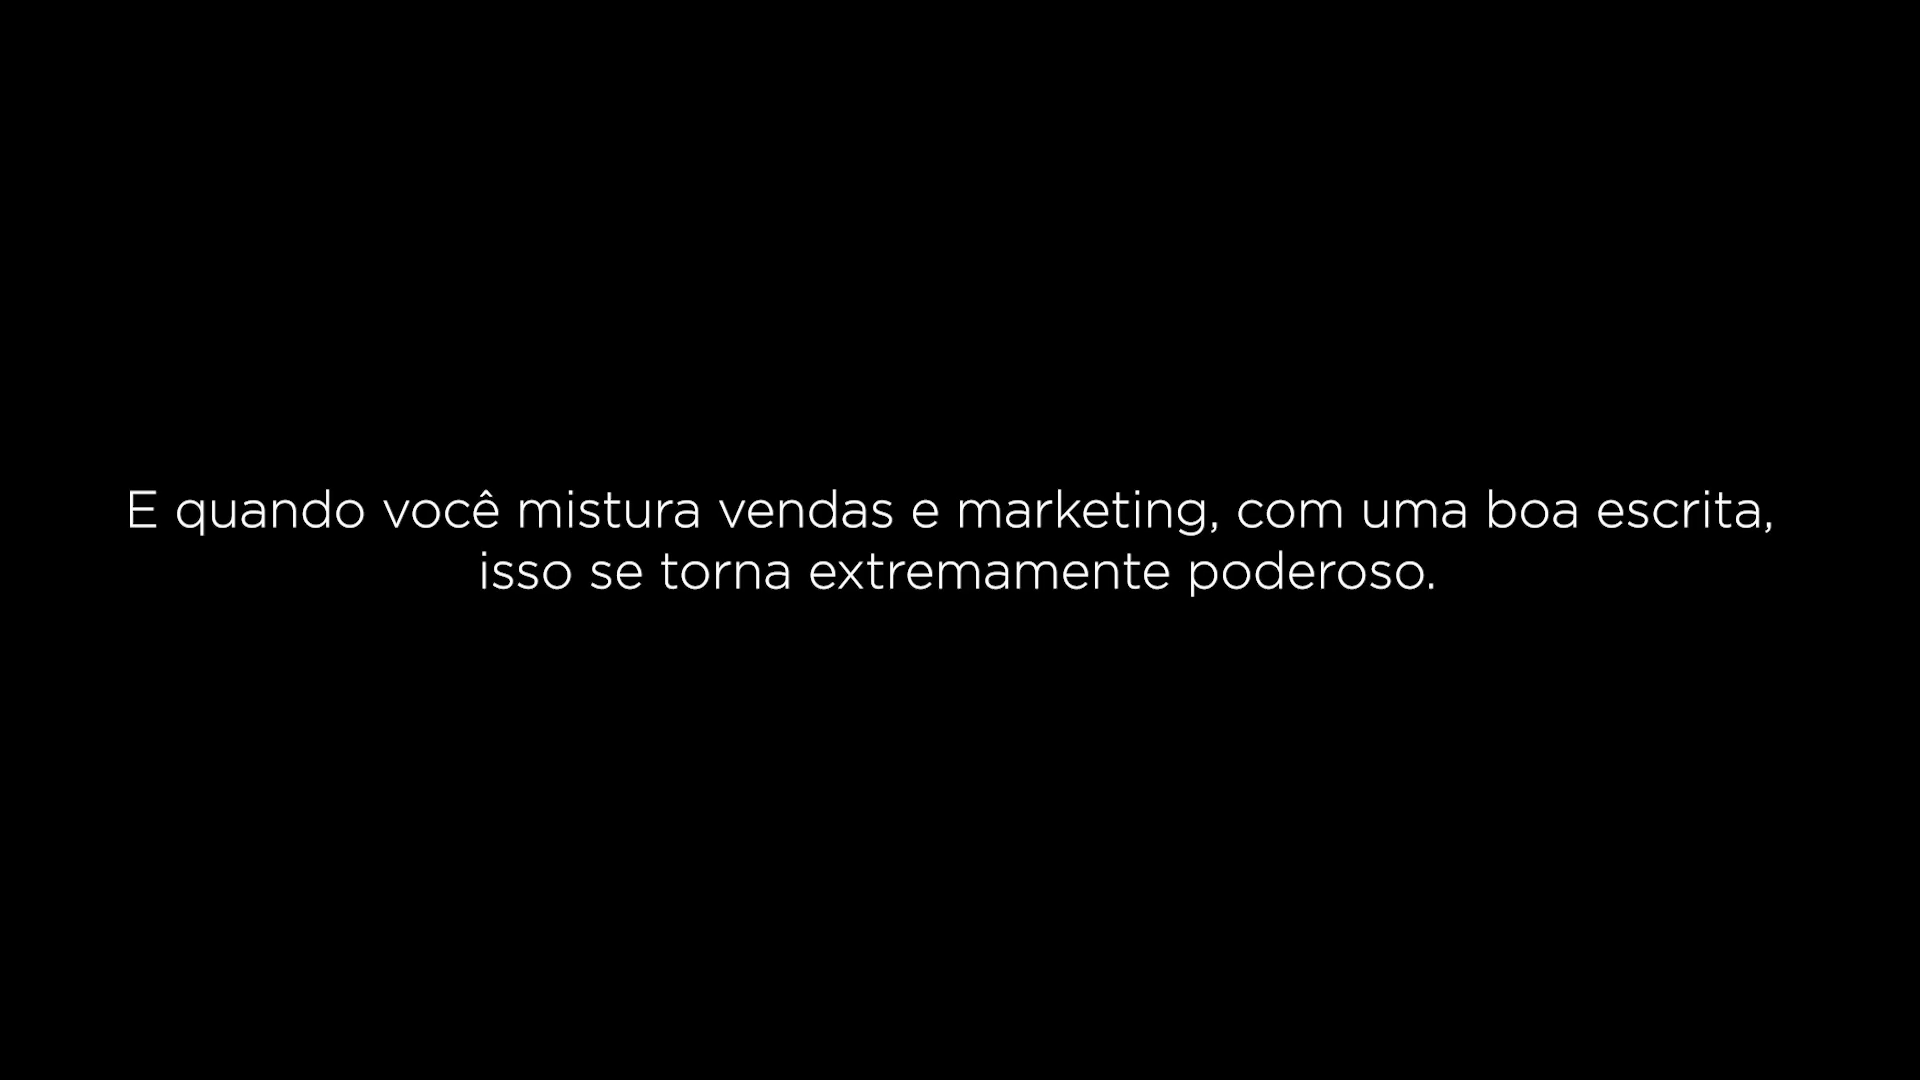 E quando você mistura vendas e marketing, com uma boa escrita,
isso se torna extremamente poderoso.